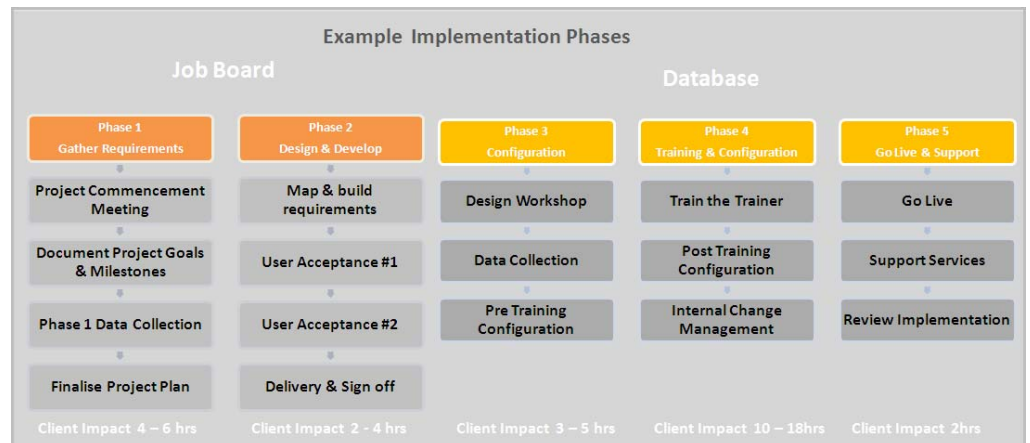 Example Implementation Phases
Job Board
Database
Phase 1
Gather Requirements
Project Commencement
Meeting
Document Project Goals
& Milestones
Phase 1 Data Collection
Finalise Project Plan
Client Impact 4 – 6 hrs
Phase 2
Design & Develop
Map & build
requirements
User Acceptance #1
User Acceptance #2
Delivery & Sign off
Client Impact 2 - 4 hrs
Phase 3
Configuration
Design Workshop
Data Collection
Pre Training
Configuration
Client Impact 3 – 5 hrs
Phase 4
Training & Configuration
Train the Trainer
Post Training
Configuration
Internal Change
Management
Client Impact 10 – 18hrs
Phase 5
Go Live & Support
Go Live
Support Services
Review Implementation
Client Impact 2hrs